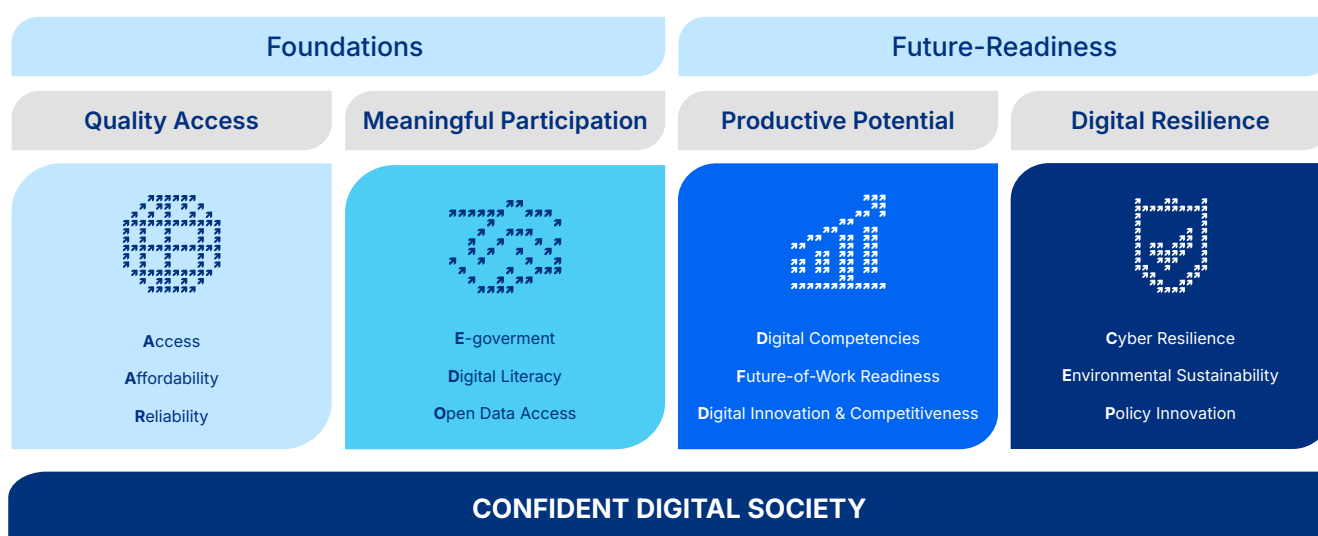 Foundations
Future-Readiness
Quality Access
Meaningful Participation
Productive Potential
Digital Resilience
Access
Affordability
Reliability
E-goverment
Digital Literacy
Open Data Access
Digital Competencies
Future-of-Work Readiness
Digital Innovation & Competitiveness
Cyber Resilience
Environmental Sustainability
Policy Innovation
CONFIDENT DIGITAL SOCIETY